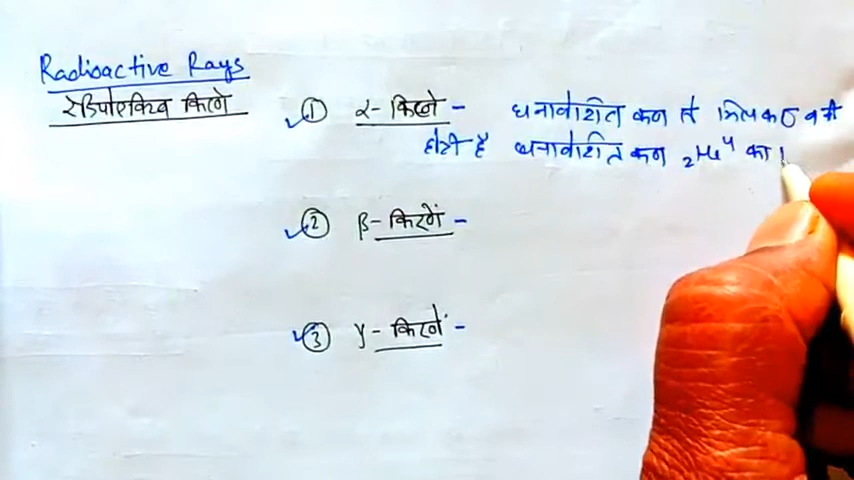 Radioactive Rays
रेडियोएक्टिव किरणे
① α- किरणे - धनावेशित कण से मिलकर बनी
होती है धनावेशित कण ₂He⁴ का
② β- किरणें -
③ γ- किरणें -